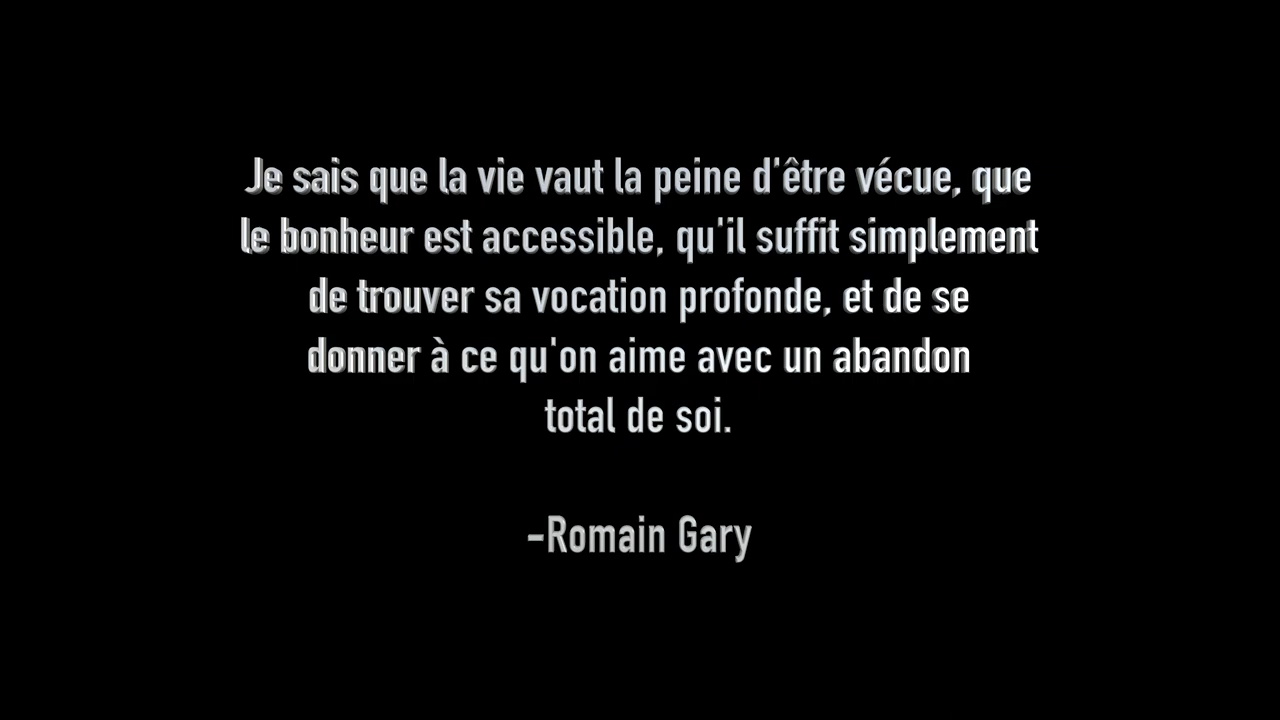 Je sais que la vie vaut la peine d'être vécue, que
le bonheur est accessible, qu'il suffit simplement
de trouver sa vocation profonde, et de se
donner à ce qu'on aime avec un abandon
total de soi.
-Romain Gary